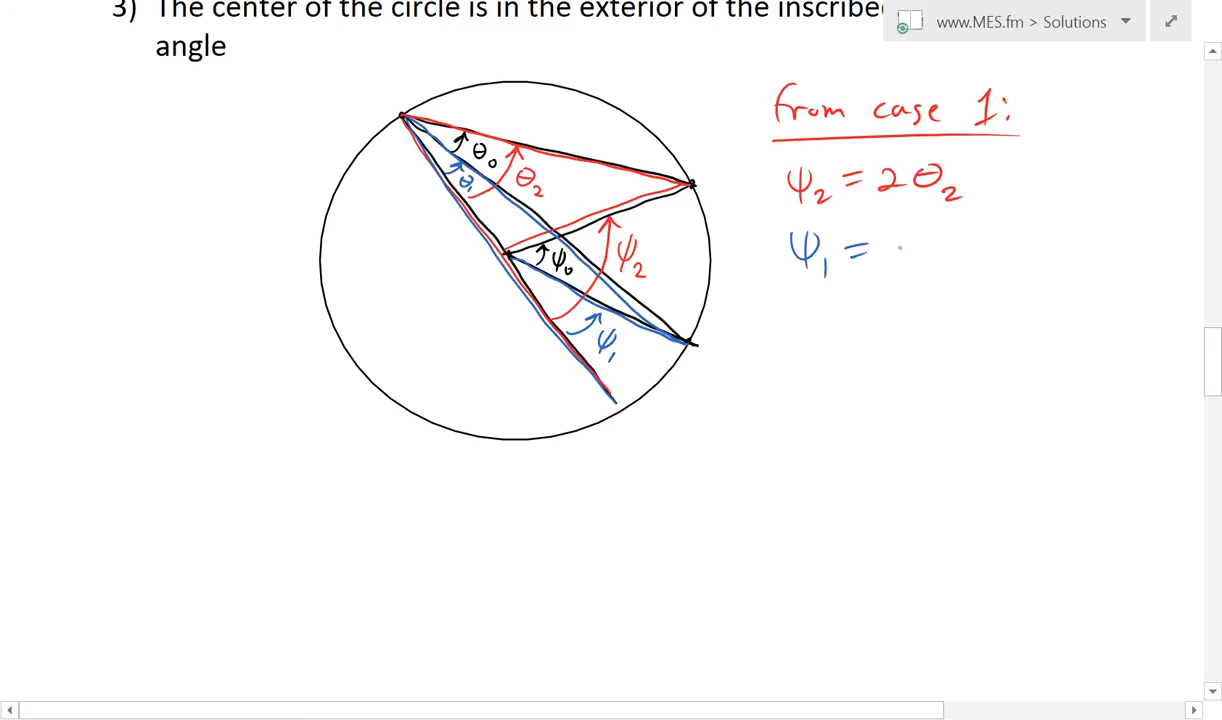 3) The center of the circle is in the exterior of the inscribe
angle
www.MES.fm > Solutions
from case 1:
ψ₂ = 2θ₂
ψ₁ =
θ₀
θ₁
θ₂
ψ₀
ψ₂
ψ₁